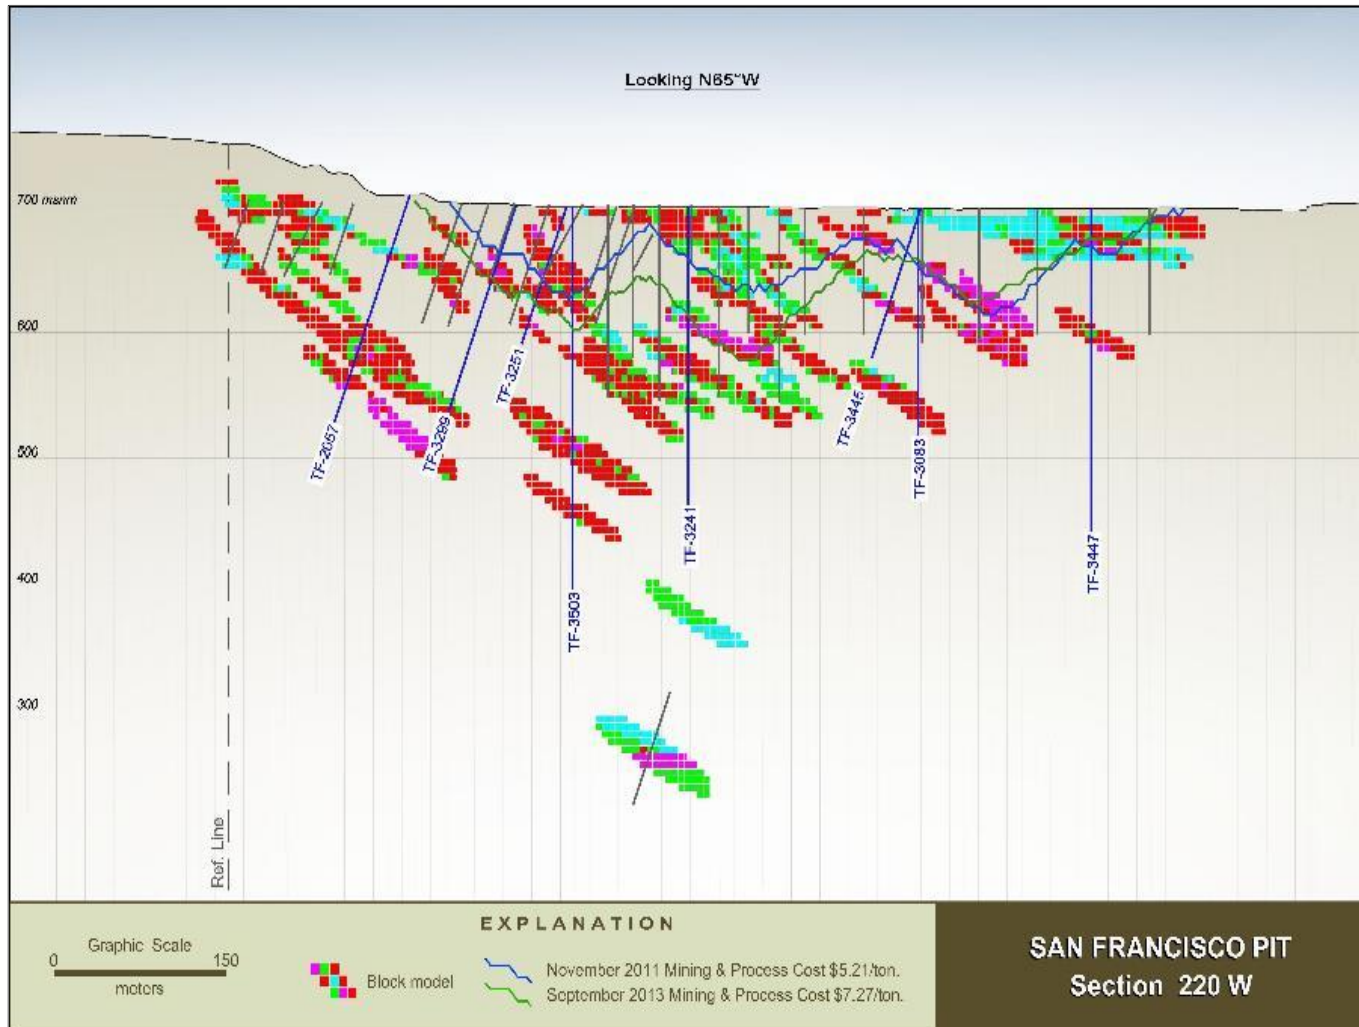 Looking N65°W
700 msnm
600
500
400
300
TF-2057
TF-3299
TF-3251
TF-3503
TF-3241
TF-3445
TF-3083
TF-3447
Ref. Line
EXPLANATION
Graphic Scale
0 150
meters
Block model
November 2011 Mining & Process Cost $5.21/ton.
September 2013 Mining & Process Cost $7.27/ton.
SAN FRANCISCO PIT
Section 220 W